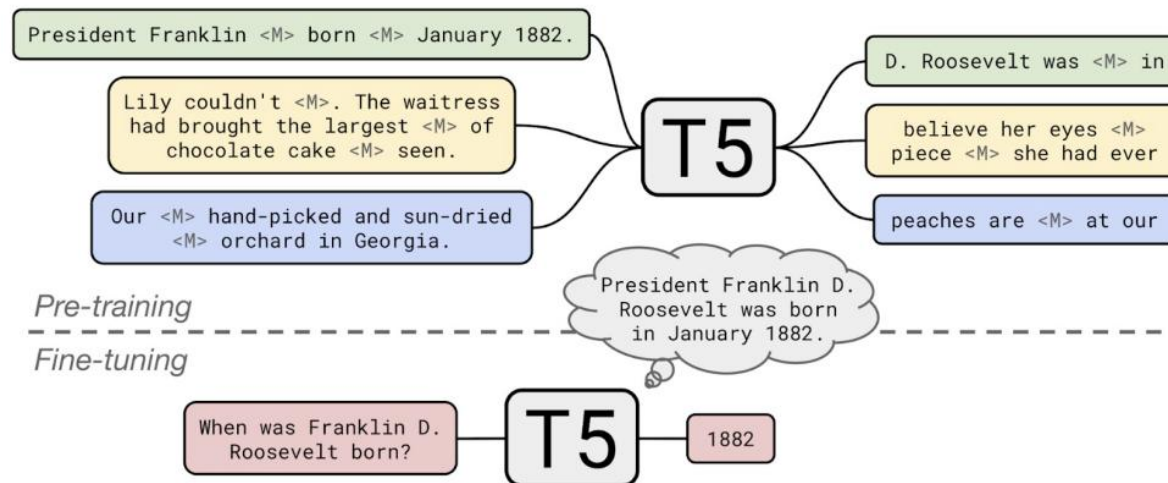 President Franklin <M> born <M> January 1882.
D. Roosevelt was <M> in
Lily couldn't <M>. The waitress
had brought the largest <M> of
chocolate cake <M> seen.
T5
believe her eyes <M>
piece <M> she had ever
Our <M> hand-picked and sun-dried
<M> orchard in Georgia.
peaches are <M> at our
President Franklin D.
Roosevelt was born
in January 1882.
Pre-training
Fine-tuning
When was Franklin D.
Roosevelt born?
T5
1882